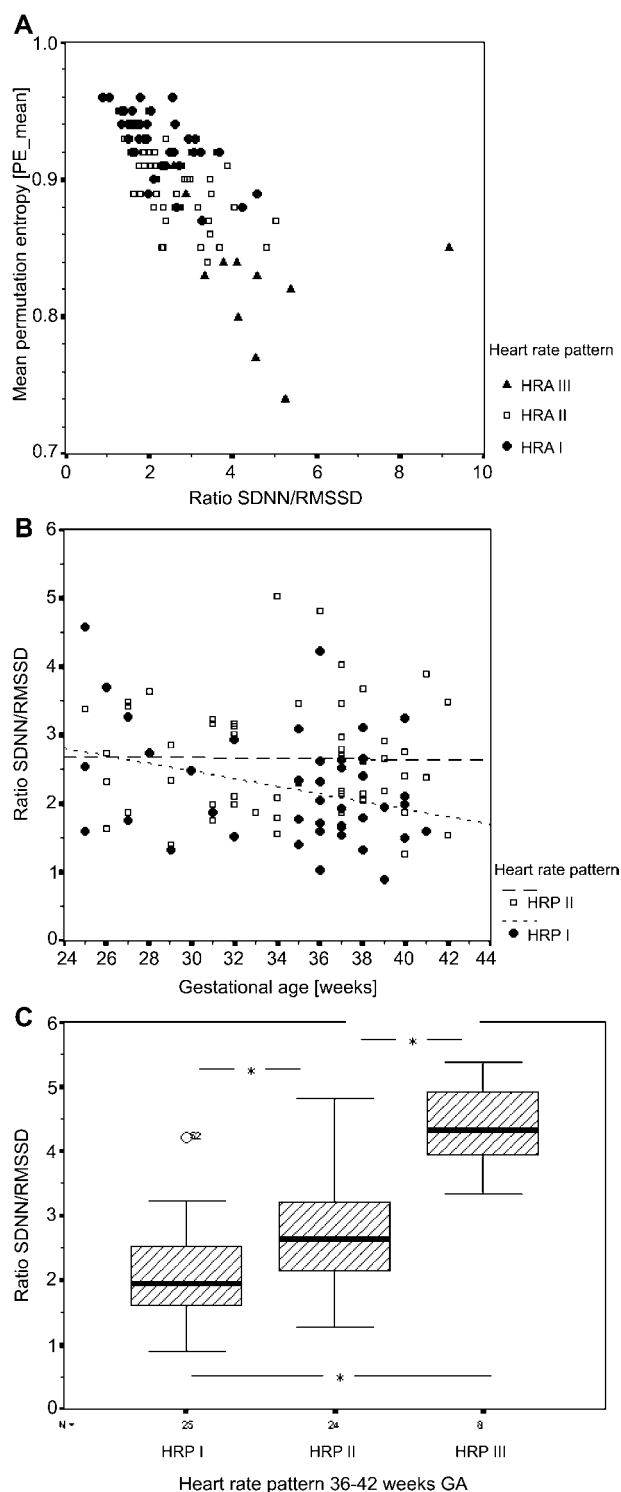 A
1.0
0.9
0.8
0.7
Mean permutation entropy [PE_mean]
0 2 4 6 8 10
Ratio SDNN/RMSSD
Heart rate pattern
HRA III
HRA II
HRA I
B
6
5
4
3
2
1
0
Ratio SDNN/RMSSD
24 26 28 30 32 34 36 38 40 42 44
Gestational age [weeks]
Heart rate pattern
HRP II
HRP I
C
6
5
4
3
2
1
0
Ratio SDNN/RMSSD
* *
*
N = 25 24 8
HRP I HRP II HRP III
Heart rate pattern 36-42 weeks GA